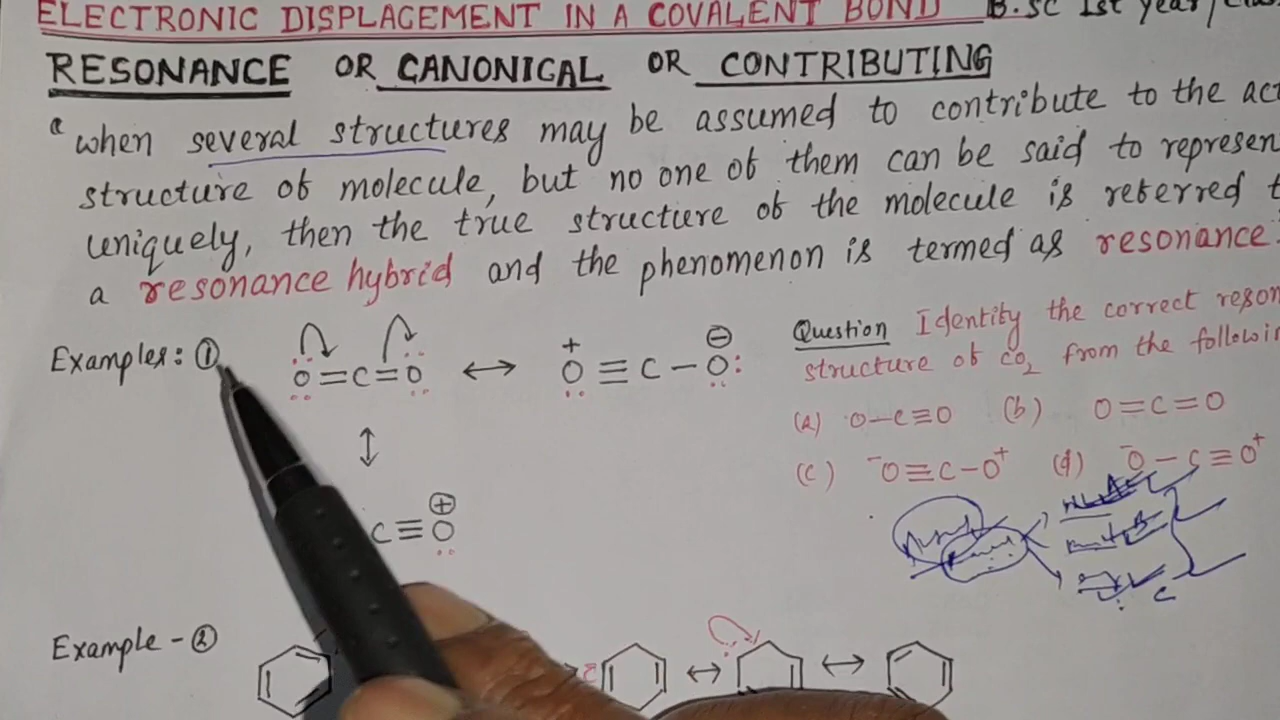 ELECTRONIC DISPLACEMENT IN A COVALENT BOND B.SC 1st year/
RESONANCE OR CANONICAL OR CONTRIBUTING
when several structures may be assumed to contribute to the
structure of molecule, but no one of them can be said to
uniquely, then the true structure of the molecule is referred
a resonance hybrid and the phenomenon is termed as resonance.
Examples: ① O=C=O ↔ O≡C-O
+ ⊖
↕
C≡O
⊕
Question Identify the correct
structure of CO2 from the
(a) O-C≡O (b) O=C=O
(c) ⁻O≡C-O⁺ (d) ⁻O-C≡O⁺
Example - ② ↔ ↔